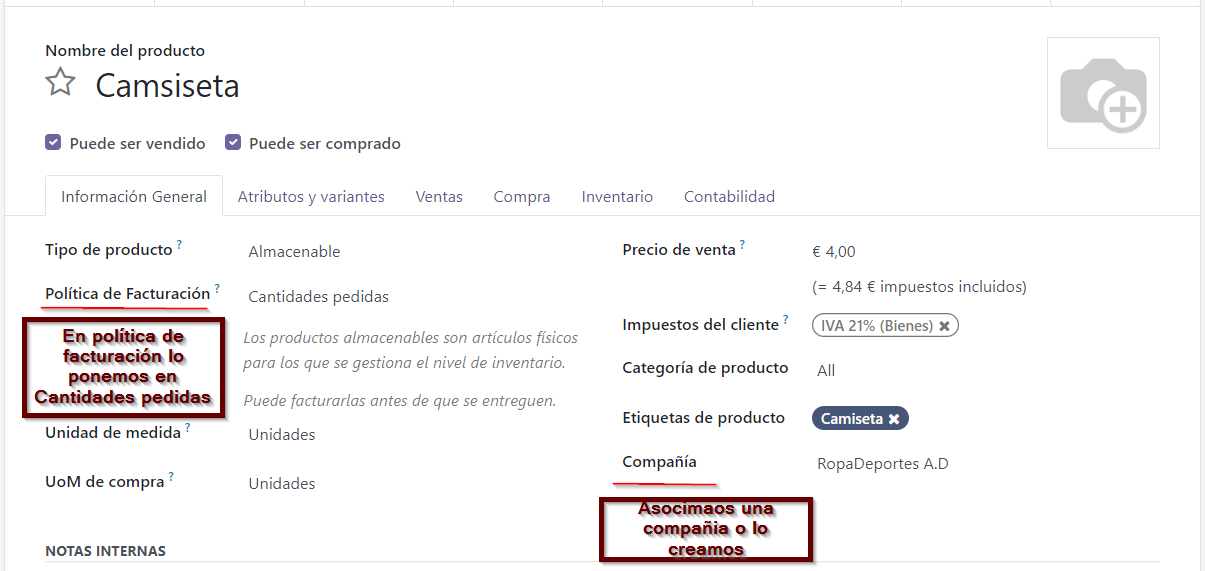 Nombre del producto
Camsiseta
Puede ser vendido Puede ser comprado
Información General Atributos y variantes Ventas Compra Inventario Contabilidad
Tipo de producto ? Almacenable
Política de Facturación ? Cantidades pedidas
En política de
facturación lo
ponemos en
Cantidades pedidas
Los productos almacenables son artículos físicos
para los que se gestiona el nivel de inventario.
Puede facturarlas antes de que se entreguen.
Unidad de medida ? Unidades
UoM de compra ? Unidades
Precio de venta ? € 4,00
(= 4,84 € impuestos incluidos)
Impuestos del cliente ? IVA 21% (Bienes) ✖
Categoría de producto All
Etiquetas de producto Camiseta ✖
Compañía RopaDeportes A.D
Asocimaos una
compañia o lo
creamos
NOTAS INTERNAS